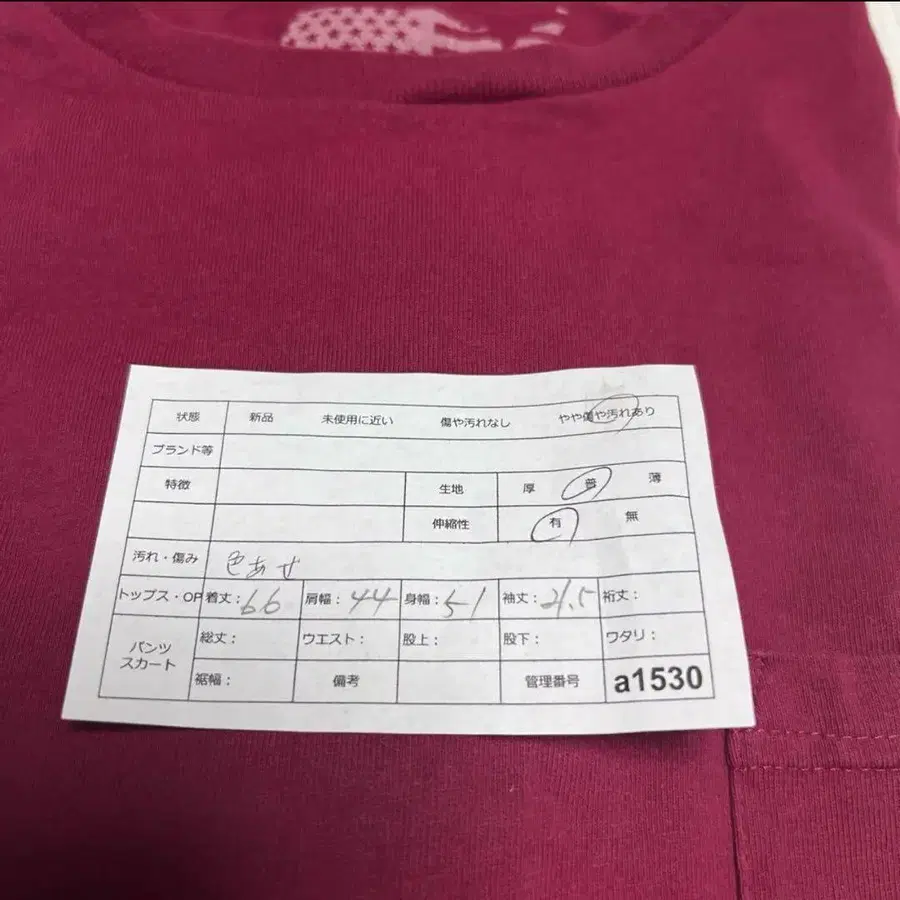 状態 新品 未使用に近い 傷や汚れなし やや傷や汚れあり
ブランド等
特徴 生地 厚 普 薄
伸縮性 有 無
汚れ・傷み 色あせ
トップス・OP 着丈：66 肩幅：44 身幅：51 袖丈：21.5 裄丈：
パンツ スカート 総丈： ウエスト： 股上： 股下： ワタリ：
裾幅： 備考 管理番号 a1530